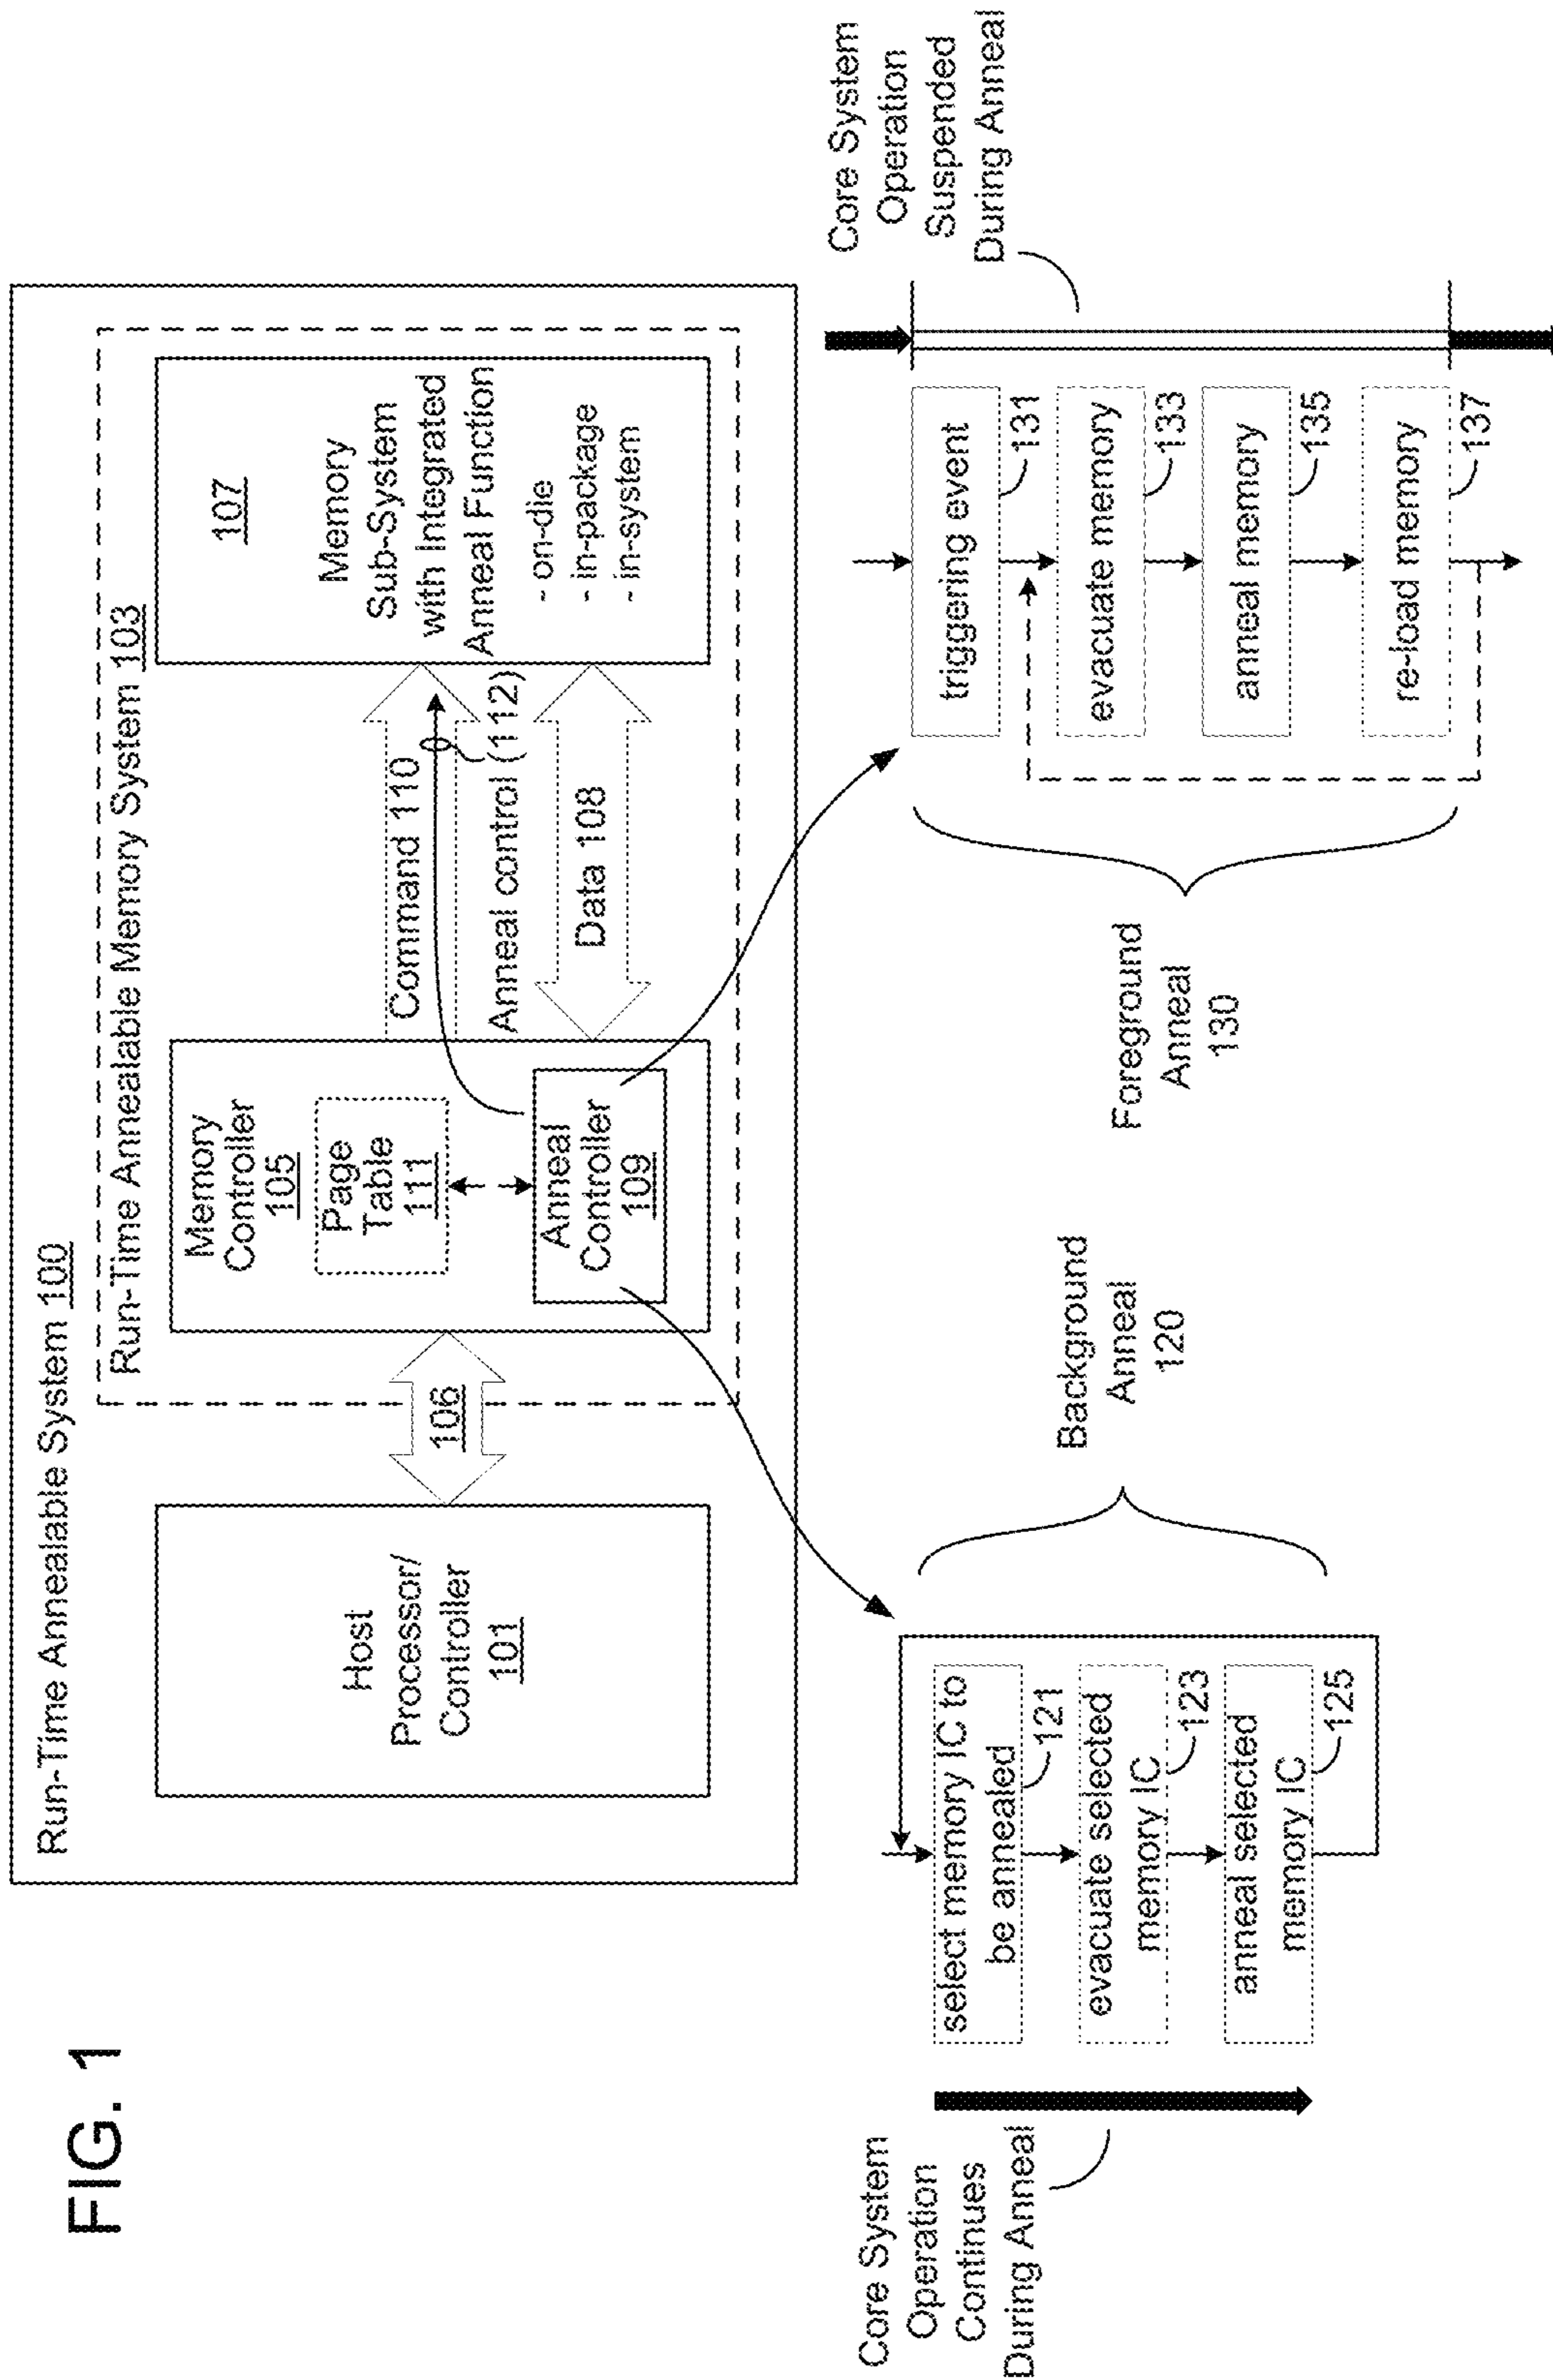 FIG. 1
Run-Time Annealable System 100
Run-Time Annealable Memory System 103
Host
Processor/
Controller
101
106
Memory
Controller
105
Page
Table
111
Anneal
Controller
109
Command 110
Anneal control (112)
Data 108
107
Memory
Sub-System
with Integrated
Anneal Function
- on-die
- in-package
- in-system
Core System
Operation
Continues
During Anneal
select memory IC to
be annealed
121
evacuate selected
memory IC
123
anneal selected
memory IC
125
Background
Anneal
120
Foreground
Anneal
130
triggering event
131
evacuate memory
133
anneal memory
135
re-load memory
137
Core System
Operation
Suspended
During Anneal